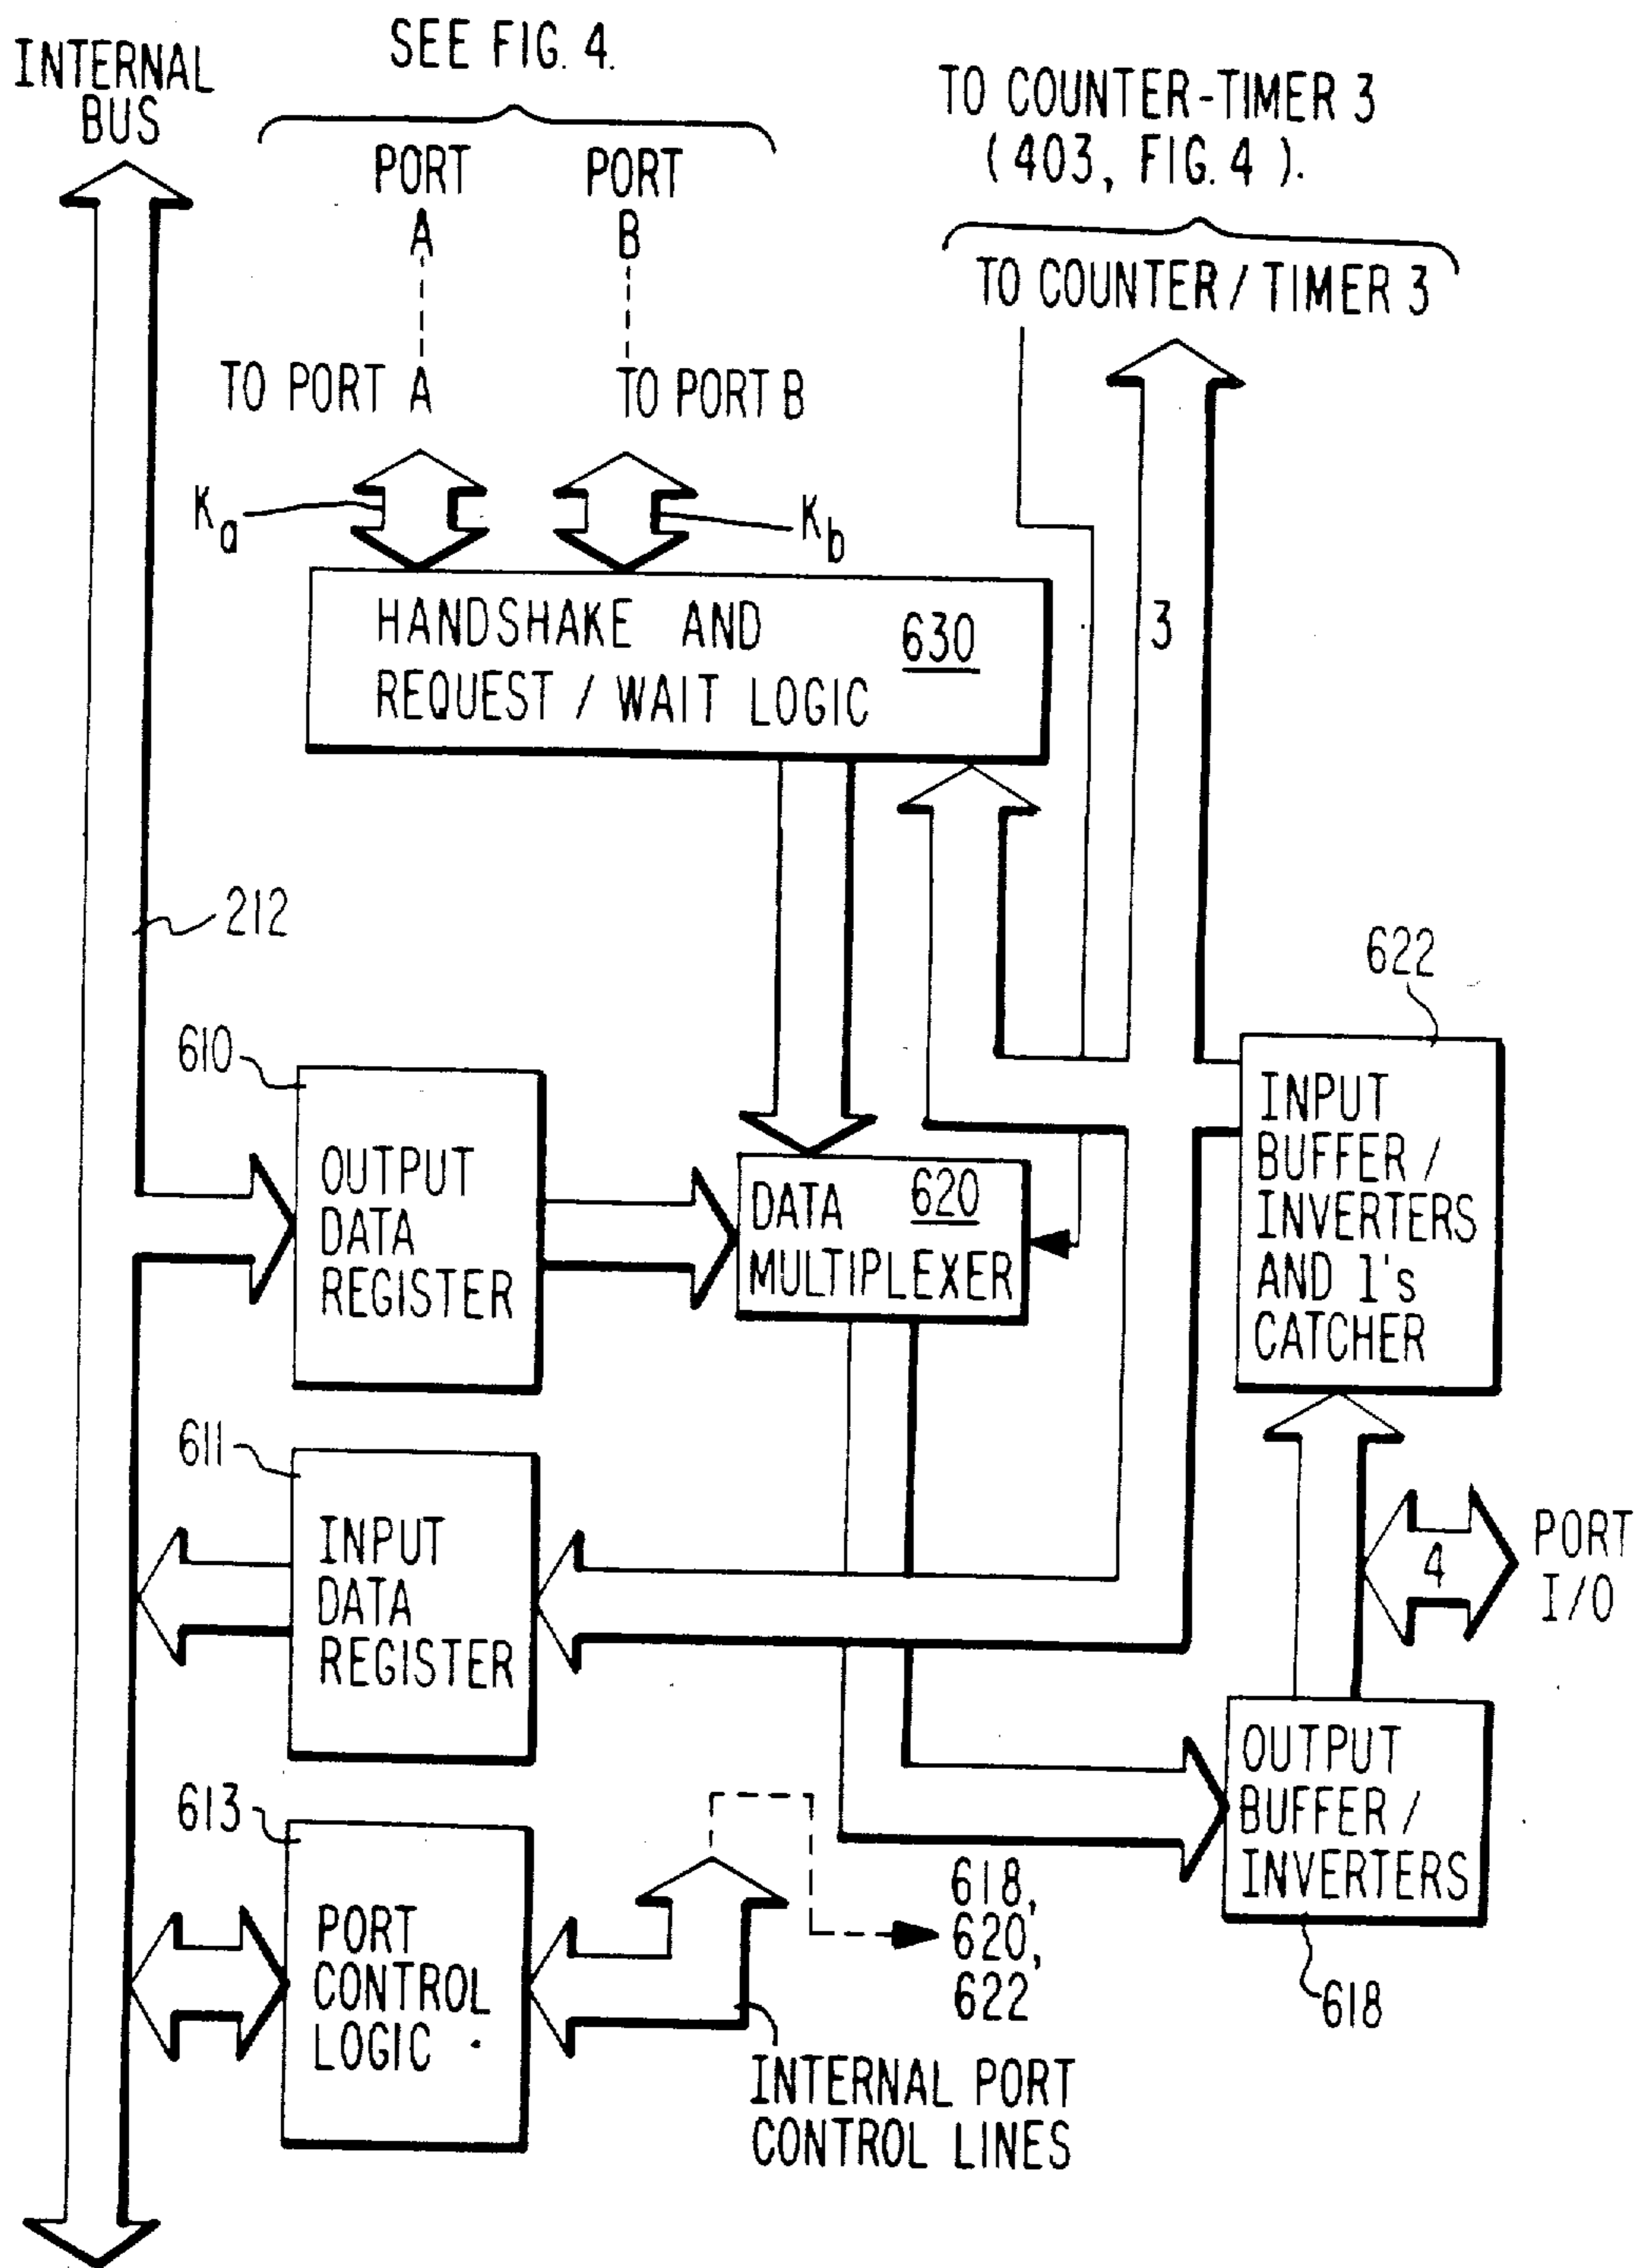 INTERNAL
BUS
SEE FIG. 4.
PORT
A
PORT
B
TO COUNTER-TIMER 3
( 403, FIG. 4 ).
TO COUNTER / TIMER 3
TO PORT A
TO PORT B
Ka
Kb
HANDSHAKE AND
REQUEST / WAIT LOGIC
630
3
212
622
610
OUTPUT
DATA
REGISTER
DATA
MULTIPLEXER
620
INPUT
BUFFER /
INVERTERS
AND 1's
CATCHER
611
INPUT
DATA
REGISTER
4
PORT
I/O
613
PORT
CONTROL
LOGIC
618,
620,
622
OUTPUT
BUFFER /
INVERTERS
618
INTERNAL PORT
CONTROL LINES